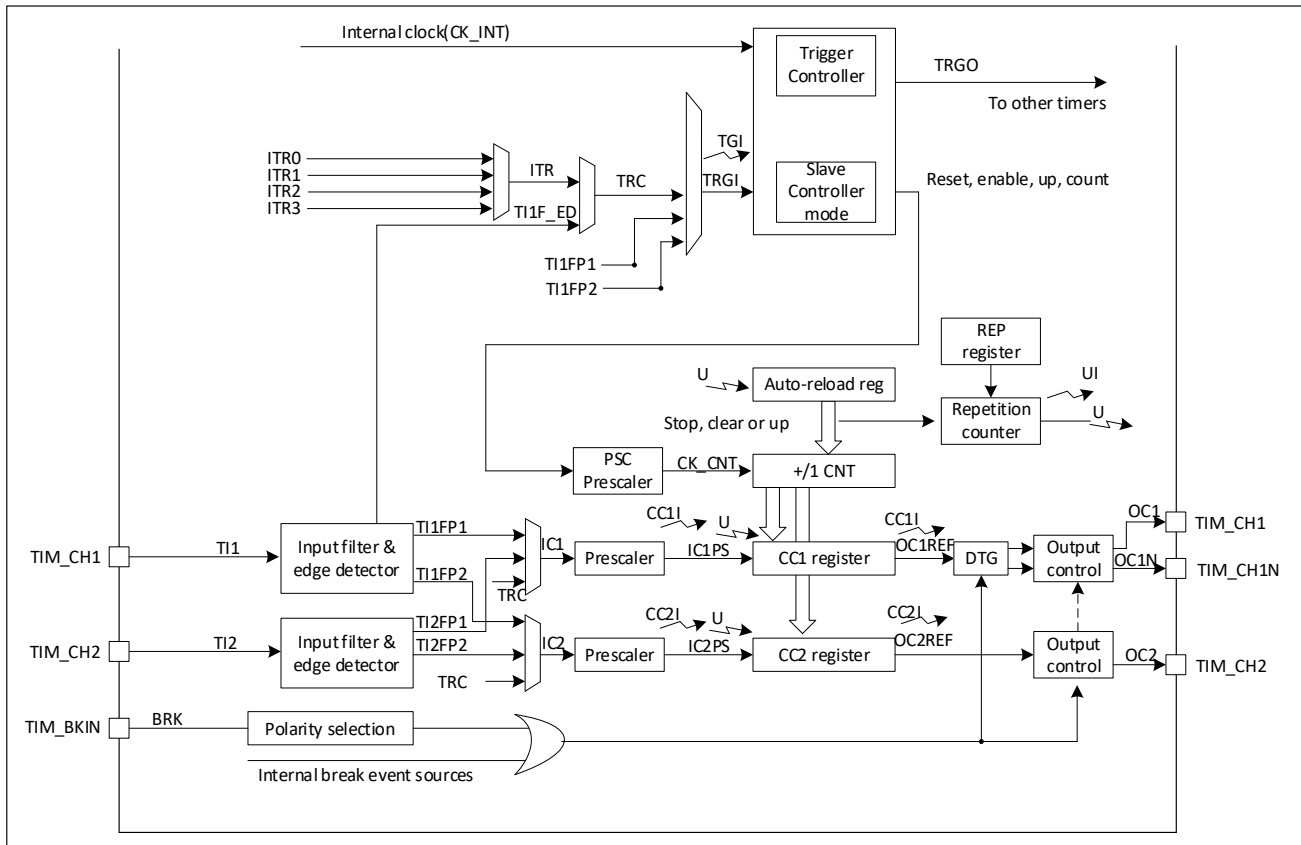 Internal clock(CK_INT)
Trigger
Controller
TRGO
To other timers
TGI
ITR0
ITR1
ITR2
ITR3
ITR
TI1F_ED
TRC
TRGI
Slave
Controller
mode
Reset, enable, up, count
TI1FP1
TI1FP2
REP
register
U
Auto-reload reg
UI
Repetition
counter
U
Stop, clear or up
PSC
Prescaler
CK_CNT
+/1 CNT
TIM_CH1
TI1
Input filter &
edge detector
TI1FP1
TI1FP2
TRC
IC1
Prescaler
CC1I
U
IC1PS
CC1 register
CC1I
OC1REF
DTG
Output
control
OC1
OC1N
TIM_CH1
TIM_CH1N
TIM_CH2
TI2
Input filter &
edge detector
TI2FP1
TI2FP2
TRC
IC2
Prescaler
CC2I
U
IC2PS
CC2 register
CC2I
OC2REF
Output
control
OC2
TIM_CH2
TIM_BKIN
BRK
Polarity selection
Internal break event sources